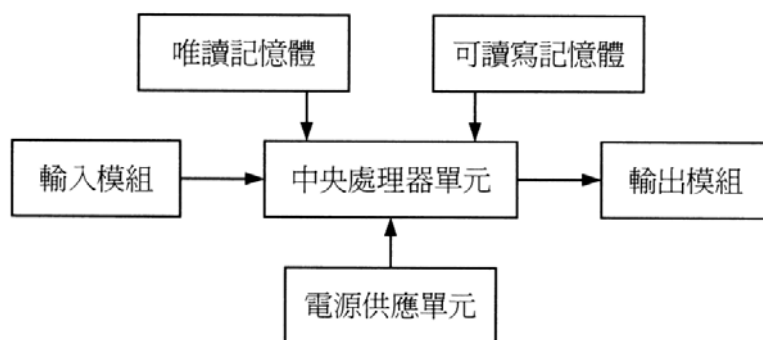 唯讀記憶體
可讀寫記憶體
輸入模組
中央處理器單元
輸出模組
電源供應單元